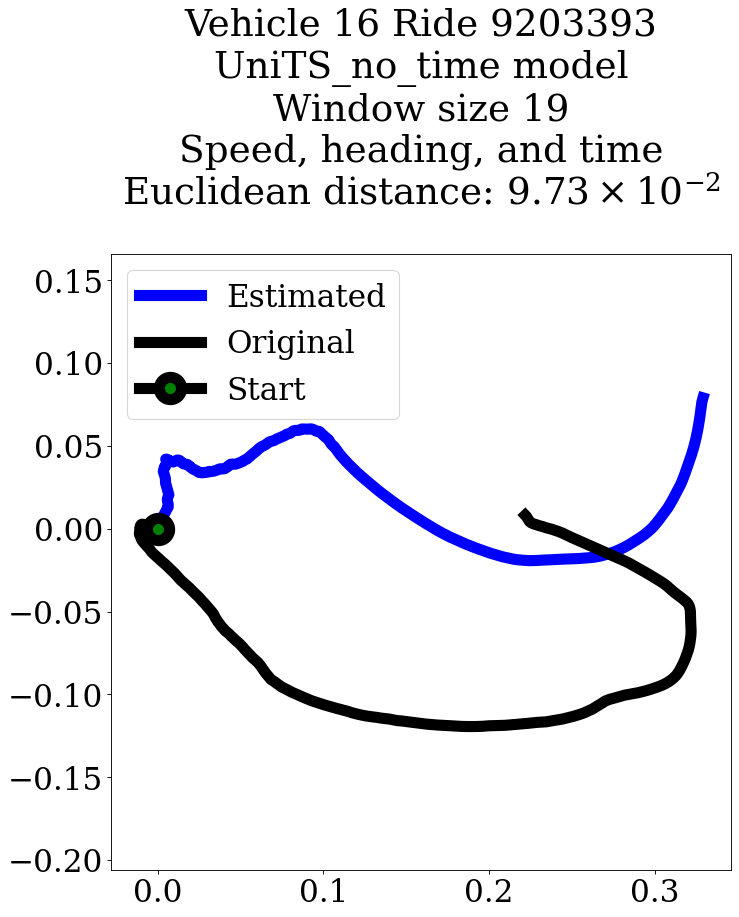 Vehicle 16 Ride 9203393
UniTS_no_time model
Window size 19
Speed, heading, and time
Euclidean distance: 9.73 × 10⁻²
Estimated
Original
Start
0.15
0.10
0.05
0.00
−0.05
−0.10
−0.15
−0.20
0.0 0.1 0.2 0.3